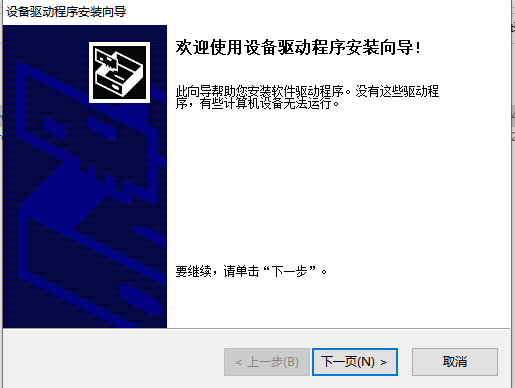 设备驱动程序安装向导
欢迎使用设备驱动程序安装向导!
此向导帮助您安装软件驱动程序。没有这些驱动程
序，有些计算机设备无法运行。
要继续，请单击“下一步”。
< 上一步(B)
下一页(N) >
取消